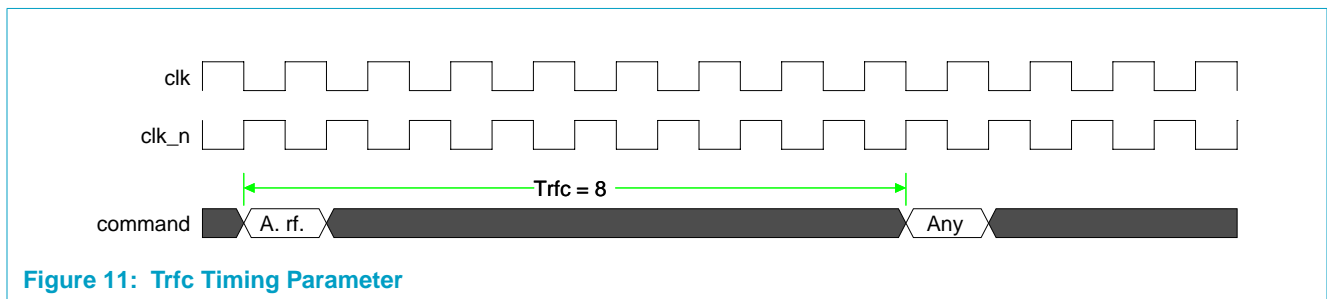 clk
clk_n
Trfc = 8
command
A. rf.
Any
Figure 11: Trfc Timing Parameter